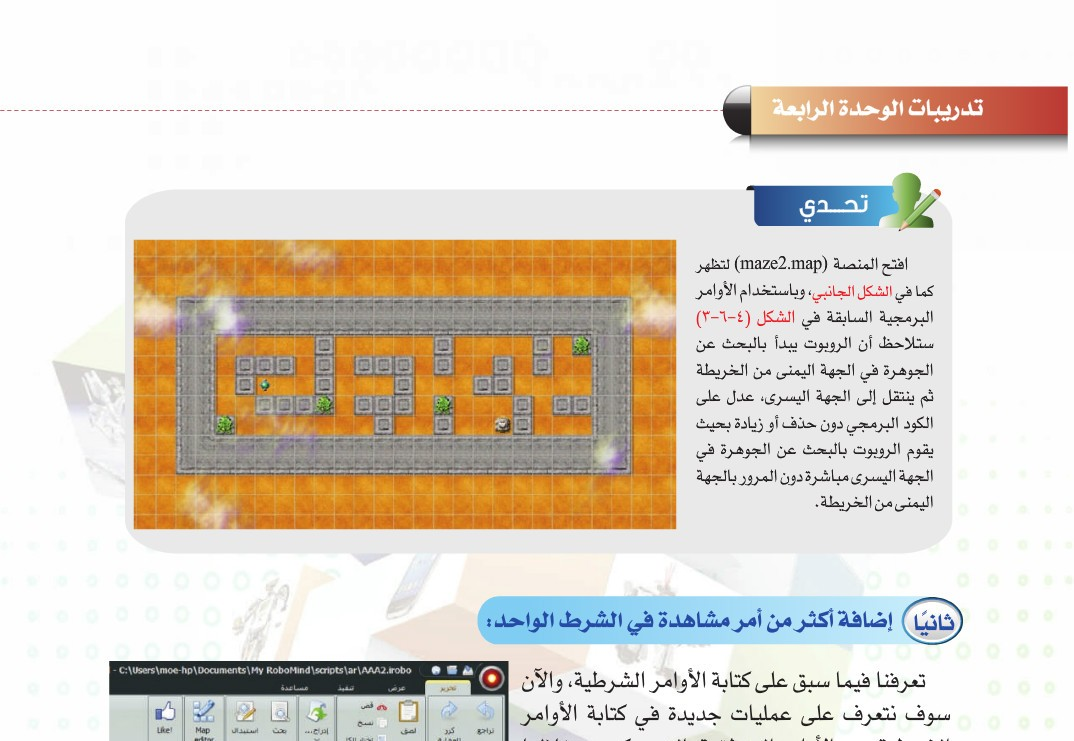 تدريبات الوحدة الرابعة
تحـــدي
افتح المنصة (maze2.map) لتظهر
كما في الشكل الجانبي، وباستخدام الأوامر
البرمجية السابقة في الشكل (٤-٦-٣)
ستلاحظ أن الروبوت يبدأ بالبحث عن
الجوهرة في الجهة اليمنى من الخريطة
ثم ينتقل إلى الجهة اليسرى، عدل على
الكود البرمجي دون حذف أو زيادة بحيث
يقوم الروبوت بالبحث عن الجوهرة في
الجهة اليسرى مباشرة دون المرور بالجهة
اليمنى من الخريطة.
ثانيًا إضافة أكثر من أمر مشاهدة في الشرط الواحد:
تعرفنا فيما سبق على كتابة الأوامر الشرطية، والآن
سوف نتعرف على عمليات جديدة في كتابة الأوامر
- C:\Users\moe-hp\Documents\My RoboMind\scripts\ar\AAA2.irobo
تحرير عرض تنفيذ مساعدة
تراجع كرر لصق قص نسخ إدراج... بحث استبدال Map Like!
editor